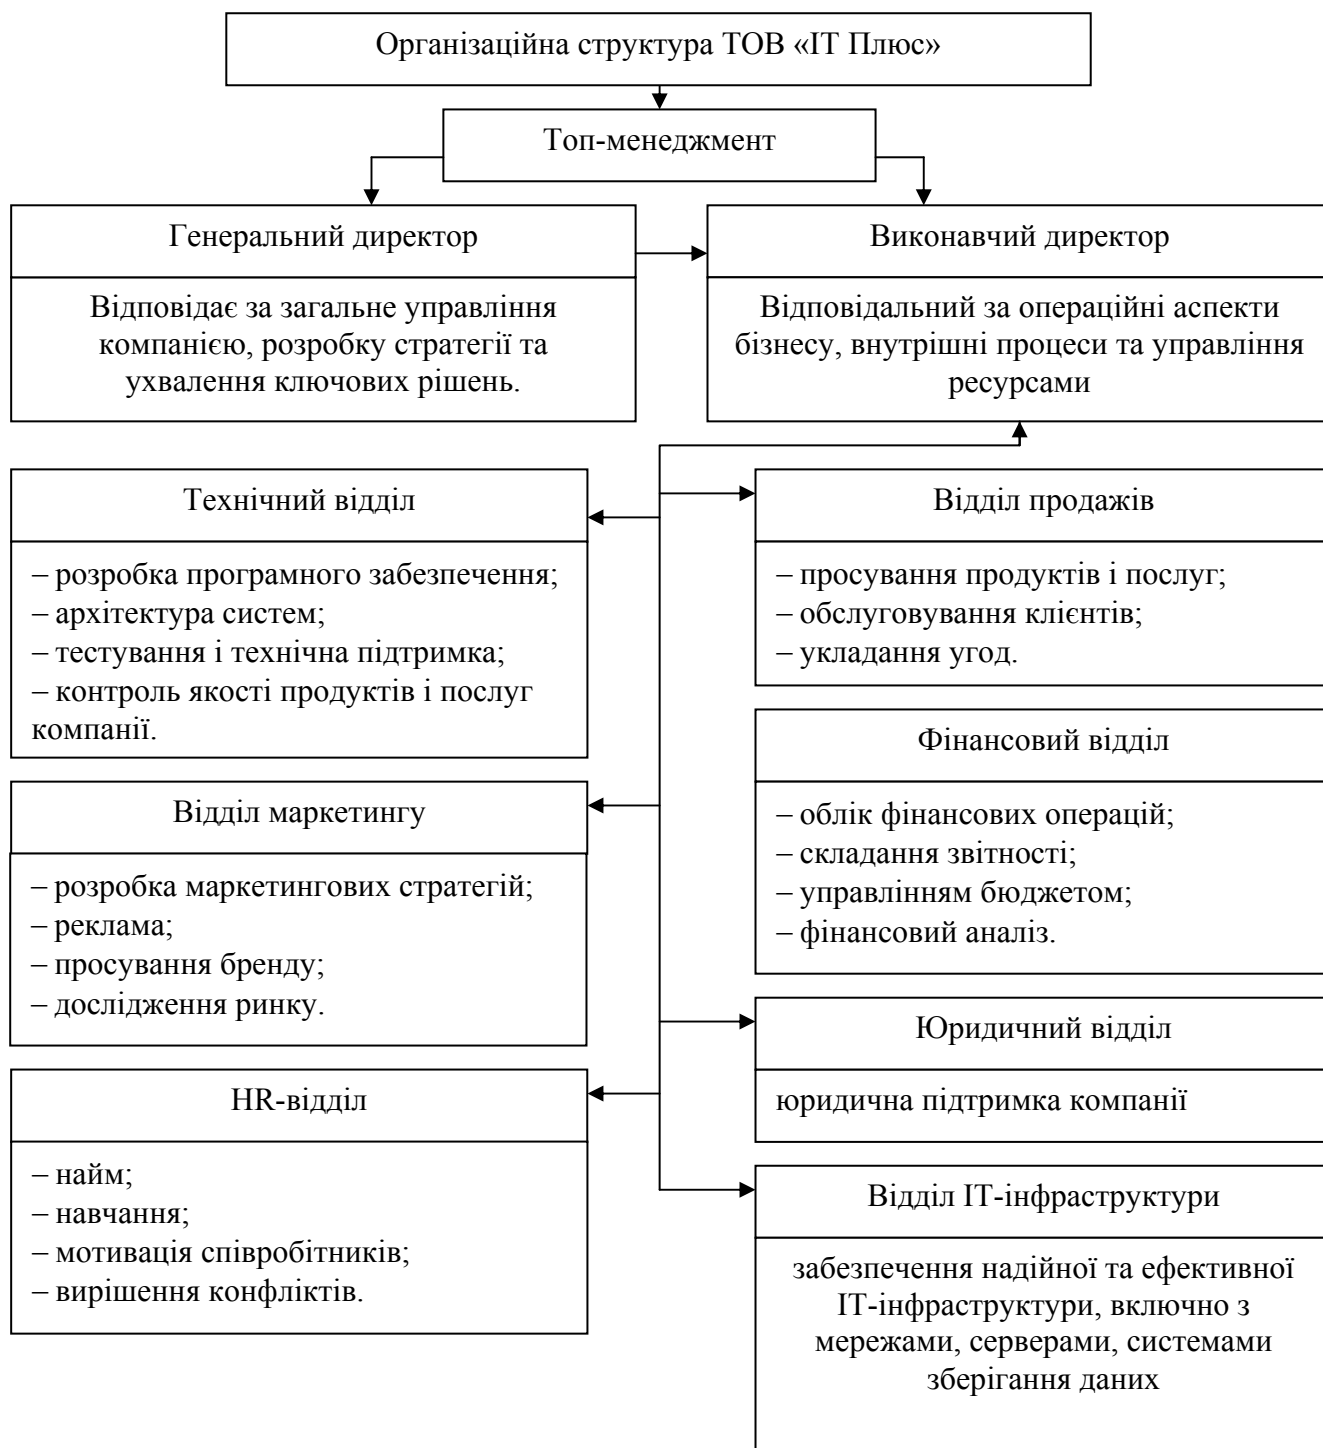 Організаційна структура ТОВ «ІТ Плюс»
Топ-менеджмент
Генеральний директор
Відповідає за загальне управління
компанією, розробку стратегії та
ухвалення ключових рішень.
Виконавчий директор
Відповідальний за операційні аспекти
бізнесу, внутрішні процеси та управління
ресурсами
Технічний відділ
– розробка програмного забезпечення;
– архітектура систем;
– тестування і технічна підтримка;
– контроль якості продуктів і послуг
компанії.
Відділ продажів
– просування продуктів і послуг;
– обслуговування клієнтів;
– укладання угод.
Фінансовий відділ
– облік фінансових операцій;
– складання звітності;
– управлінням бюджетом;
– фінансовий аналіз.
Відділ маркетингу
– розробка маркетингових стратегій;
– реклама;
– просування бренду;
– дослідження ринку.
Юридичний відділ
юридична підтримка компанії
HR-відділ
– найм;
– навчання;
– мотивація співробітників;
– вирішення конфліктів.
Відділ ІТ-інфраструктури
забезпечення надійної та ефективної
ІТ-інфраструктури, включно з
мережами, серверами, системами
зберігання даних